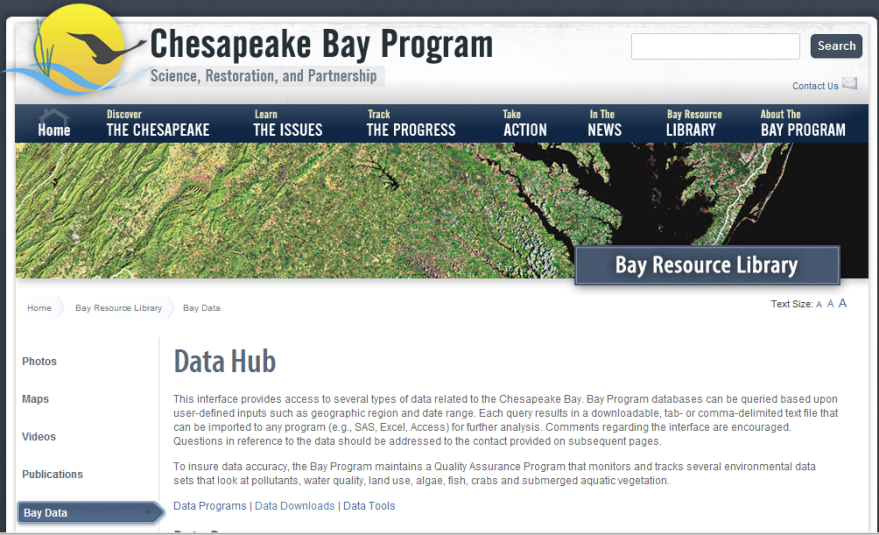 Chesapeake Bay Program
Science, Restoration, and Partnership
Search
Contact Us
Home
Discover
THE CHESAPEAKE
Learn
THE ISSUES
Track
THE PROGRESS
Take
ACTION
In The
NEWS
Bay Resource
LIBRARY
About The
BAY PROGRAM
Bay Resource Library
Home Bay Resource Library Bay Data
Text Size: A A A
Photos
Maps
Videos
Publications
Bay Data
Data Hub
This interface provides access to several types of data related to the Chesapeake Bay. Bay Program databases can be queried based upon
user-defined inputs such as geographic region and date range. Each query results in a downloadable, tab- or comma-delimited text file that
can be imported to any program (e.g., SAS, Excel, Access) for further analysis. Comments regarding the interface are encouraged.
Questions in reference to the data should be addressed to the contact provided on subsequent pages.
To insure data accuracy, the Bay Program maintains a Quality Assurance Program that monitors and tracks several environmental data
sets that look at pollutants, water quality, land use, algae, fish, crabs and submerged aquatic vegetation.
Data Programs | Data Downloads | Data Tools